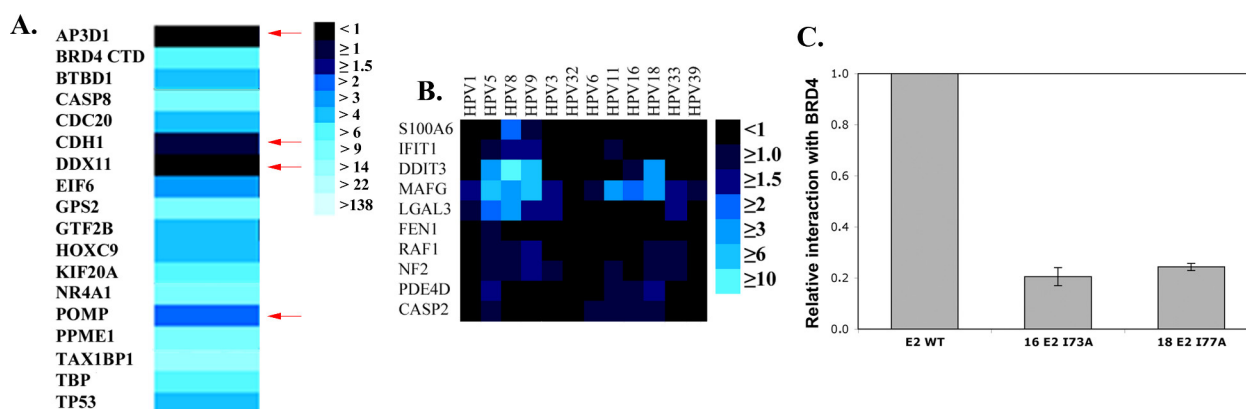 A.
AP3D1
BRD4 CTD
BTBD1
CASP8
CDC20
CDH1
DDX11
EIF6
GPS2
GTF2B
HOXC9
KIF20A
NR4A1
POMP
PPME1
TAX1BP1
TBP
TP53
< 1
≥ 1
≥ 1.5
> 2
> 3
> 4
> 6
> 9
> 14
> 22
>138
B.
HPV1
HPV5
HPV8
HPV9
HPV3
HPV32
HPV6
HPV11
HPV16
HPV18
HPV33
HPV39
S100A6
IFIT1
DDIT3
MAFG
LGAL3
FEN1
RAF1
NF2
PDE4D
CASP2
<1
≥1.0
≥1.5
≥2
≥3
≥6
≥10
C.
Relative interaction with BRD4
1.0
0.8
0.6
0.4
0.2
0.0
E2 WT
16 E2 I73A
18 E2 I77A